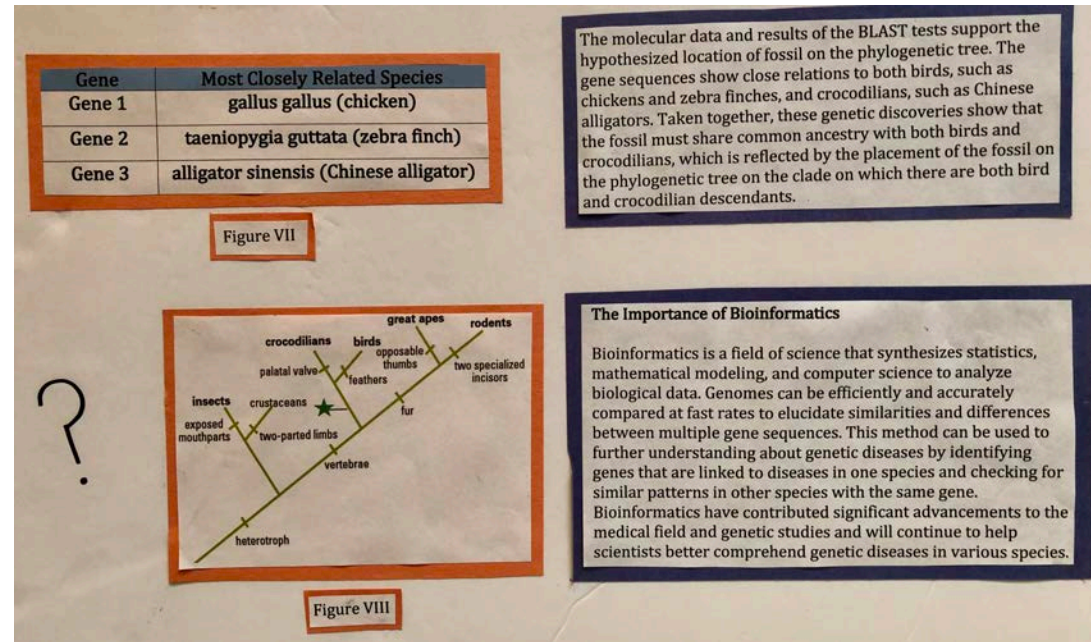 Gene Most Closely Related Species
Gene 1 gallus gallus (chicken)
Gene 2 taeniopygia guttata (zebra finch)
Gene 3 alligator sinensis (Chinese alligator)
Figure VII
The molecular data and results of the BLAST tests support the
hypothesized location of fossil on the phylogenetic tree. The
gene sequences show close relations to both birds, such as
chickens and zebra finches, and crocodilians, such as Chinese
alligators. Taken together, these genetic discoveries show that
the fossil must share common ancestry with both birds and
crocodilians, which is reflected by the placement of the fossil on
the phylogenetic tree on the clade on which there are both bird
and crocodilian descendants.
?
great apes
rodents
crocodilians
birds
opposable
thumbs
two specialized
incisors
palatal valve
feathers
insects
crustaceans
fur
exposed
mouthparts
two-parted limbs
vertebrae
heterotroph
Figure VIII
The Importance of Bioinformatics
Bioinformatics is a field of science that synthesizes statistics,
mathematical modeling, and computer science to analyze
biological data. Genomes can be efficiently and accurately
compared at fast rates to elucidate similarities and differences
between multiple gene sequences. This method can be used to
further understanding about genetic diseases by identifying
genes that are linked to diseases in one species and checking for
similar patterns in other species with the same gene.
Bioinformatics have contributed significant advancements to the
medical field and genetic studies and will continue to help
scientists better comprehend genetic diseases in various species.